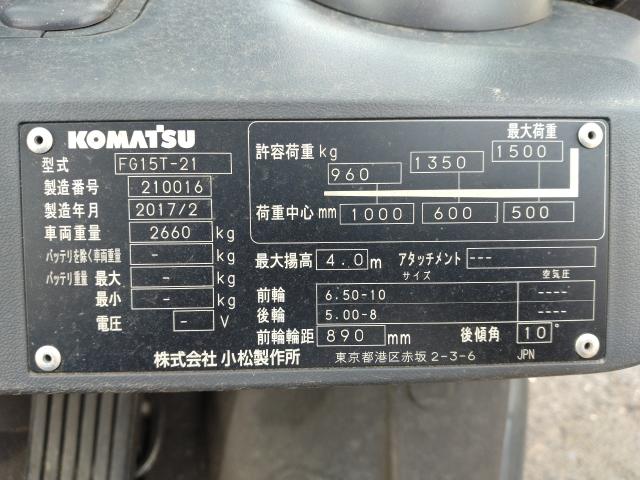 KOMATSU
型式 FG15T-21
製造番号 210016
製造年月 2017/2
車両重量 2660 kg
バッテリを除く車両重量 - kg
バッテリ重量 最大 - kg
最小 - kg
電圧 - V
最大荷重
許容荷重 kg 960 1350 1500
荷重中心 mm 1000 600 500
最大揚高 4.0 m アタッチメント ---
サイズ 空気圧
前輪 6.50-10 ----
後輪 5.00-8 ----
前輪輪距 890 mm 後傾角 10°
株式会社 小松製作所 東京都港区赤坂 2-3-6 JPN